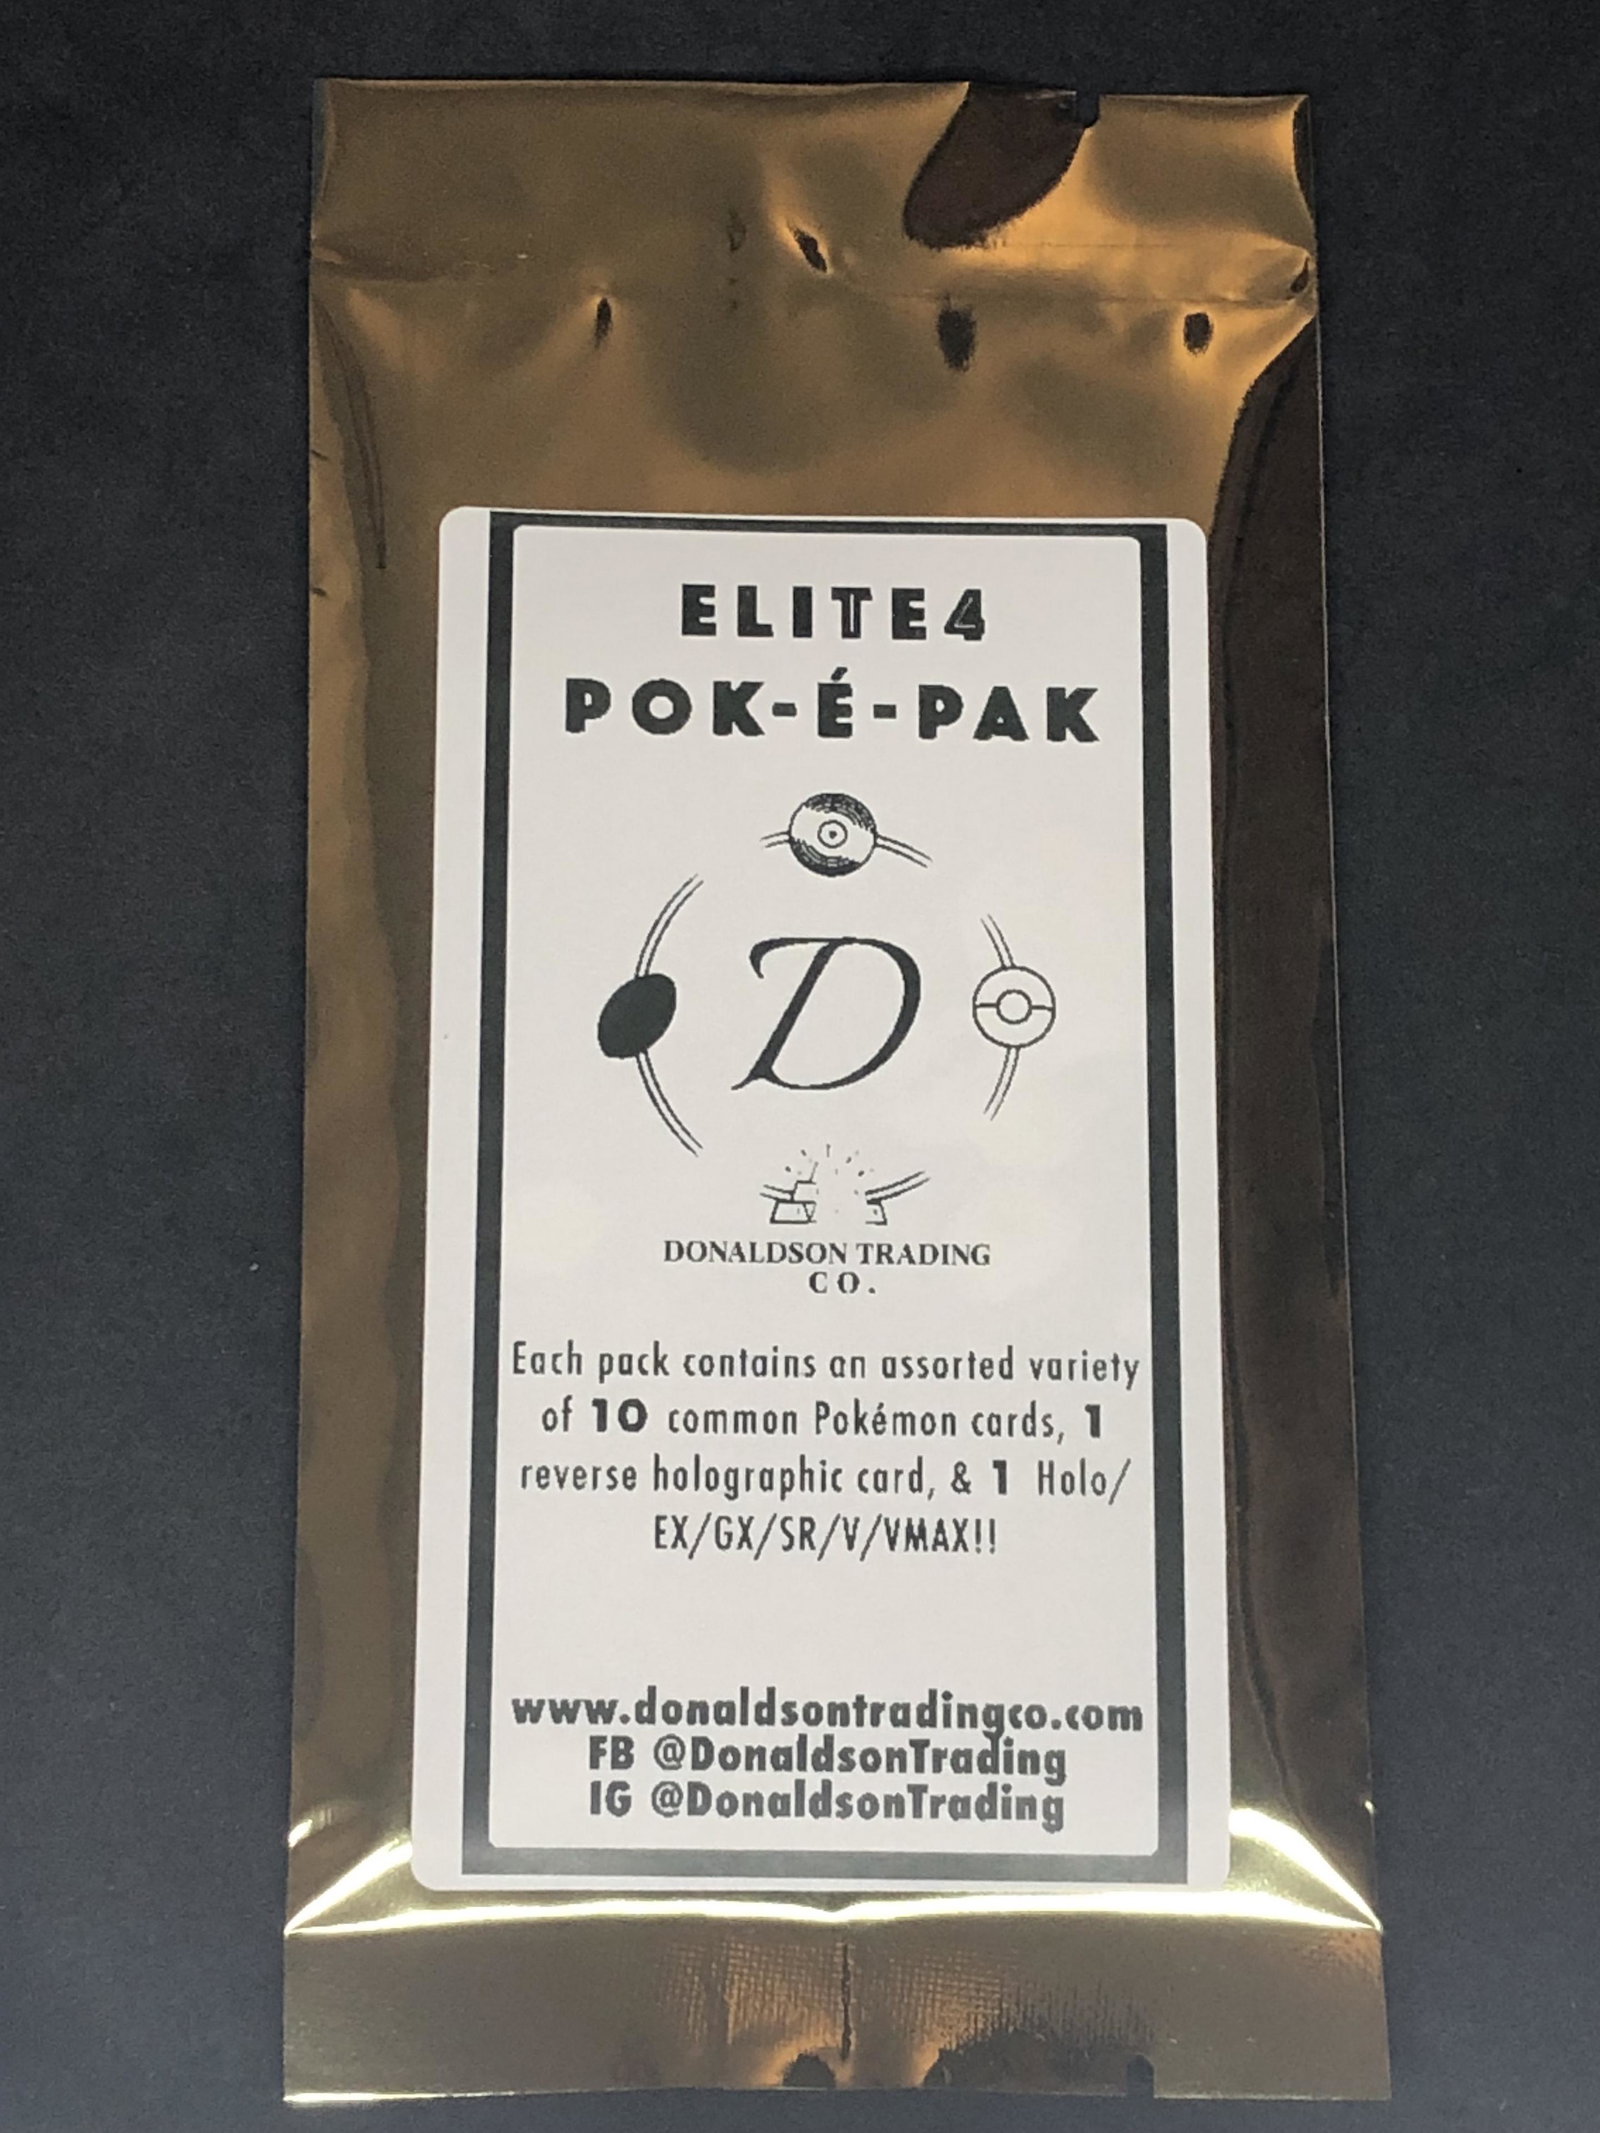 ELITE4
POK-É-PAK
D
DONALDSON TRADING
CO.
Each pack contains an assorted variety
of 10 common Pokémon cards, 1
reverse holographic card, & 1 Holo/
EX/GX/SR/V/VMAX!!
www.donaldsontradingco.com
FB @DonaldsonTrading
IG @DonaldsonTrading